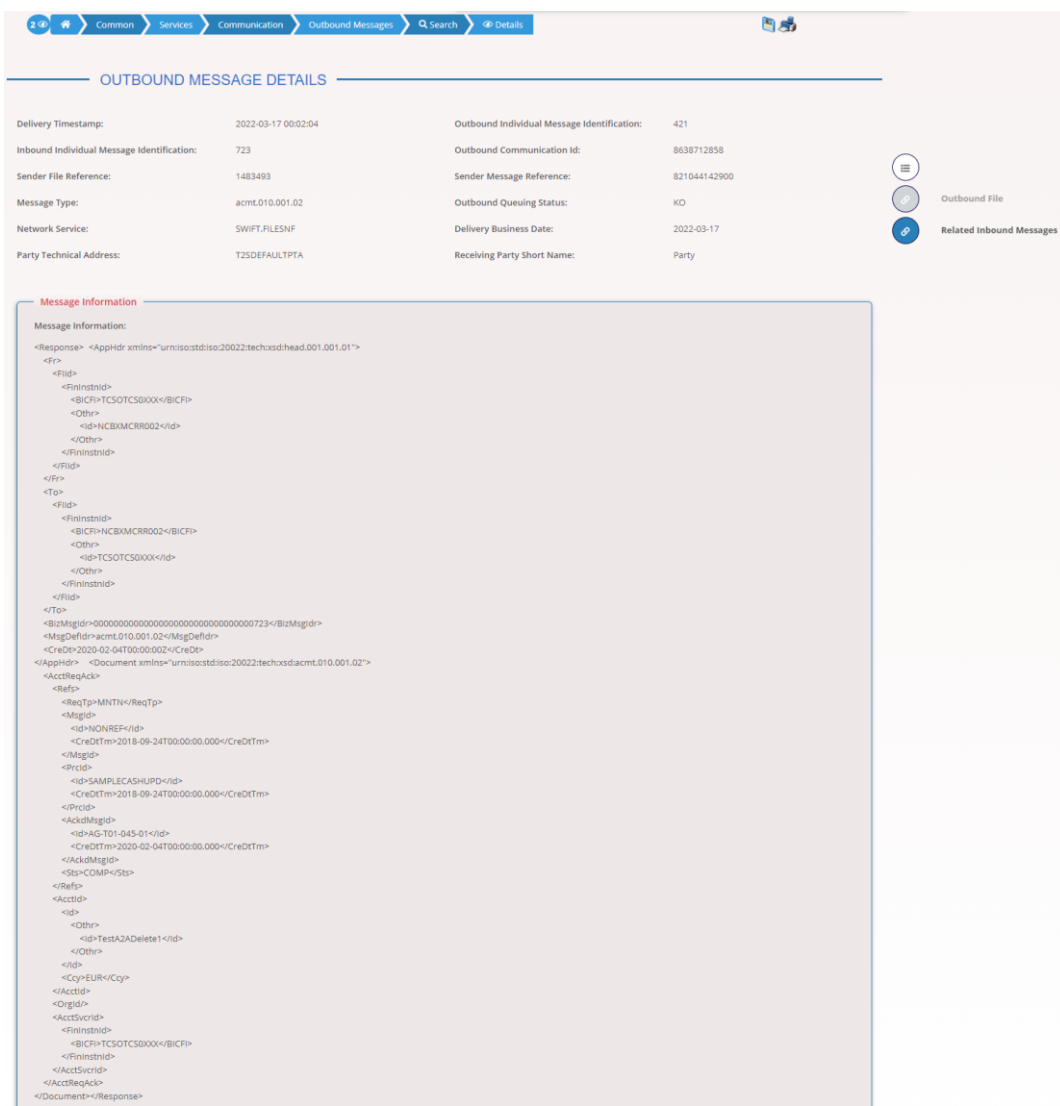 2 Common Services Communication Outbound Messages Search Details
OUTBOUND MESSAGE DETAILS
Delivery Timestamp: 2022-03-17 00:02:04 Outbound Individual Message Identification: 421
Inbound Individual Message Identification: 723 Outbound Communication Id: 8638712858
Sender File Reference: 1483493 Sender Message Reference: 821044142900
Message Type: acmt.010.001.02 Outbound Queuing Status: KO
Outbound File
Network Service: SWIFT.FILESNF Delivery Business Date: 2022-03-17
Related Inbound Messages
Party Technical Address: T2SDEFAULTPTA Receiving Party Short Name: Party
Message Information
Message Information:
<Response> <AppHdr xmlns="urn:iso:std:iso:20022:tech:xsd:head.001.001.01">
<Fr>
<FIId>
<FinInstnId>
<BICFI>TCSOTCS0XXX</BICFI>
<Othr>
<Id>NCBXMCRR002</Id>
</Othr>
</FinInstnId>
</FIId>
</Fr>
<To>
<FIId>
<FinInstnId>
<BICFI>NCBXMCRR002</BICFI>
<Othr>
<Id>TCSOTCS0XXX</Id>
</Othr>
</FinInstnId>
</FIId>
</To>
<BizMsgIdr>00000000000000000000000000000000723</BizMsgIdr>
<MsgDefIdr>acmt.010.001.02</MsgDefIdr>
<CreDt>2020-02-04T00:00:00Z</CreDt>
</AppHdr> <Document xmlns="urn:iso:std:iso:20022:tech:xsd:acmt.010.001.02">
<AcctReqAck>
<Refs>
<ReqTp>MNTN</ReqTp>
<MsgId>
<Id>NONREF</Id>
<CreDtTm>2018-09-24T00:00:00.000</CreDtTm>
</MsgId>
<PrcId>
<Id>SAMPLECASHUPD</Id>
<CreDtTm>2018-09-24T00:00:00.000</CreDtTm>
</PrcId>
<AckdMsgId>
<Id>AG-T01-045-01</Id>
<CreDtTm>2020-02-04T00:00:00.000</CreDtTm>
</AckdMsgId>
<Sts>COMP</Sts>
</Refs>
<AcctId>
<Id>
<Othr>
<Id>TestA2ADelete1</Id>
</Othr>
</Id>
<Ccy>EUR</Ccy>
</AcctId>
<OrgId/>
<AcctSvcrId>
<FinInstnId>
<BICFI>TCSOTCS0XXX</BICFI>
</FinInstnId>
</AcctSvcrId>
</AcctReqAck>
</Document></Response>